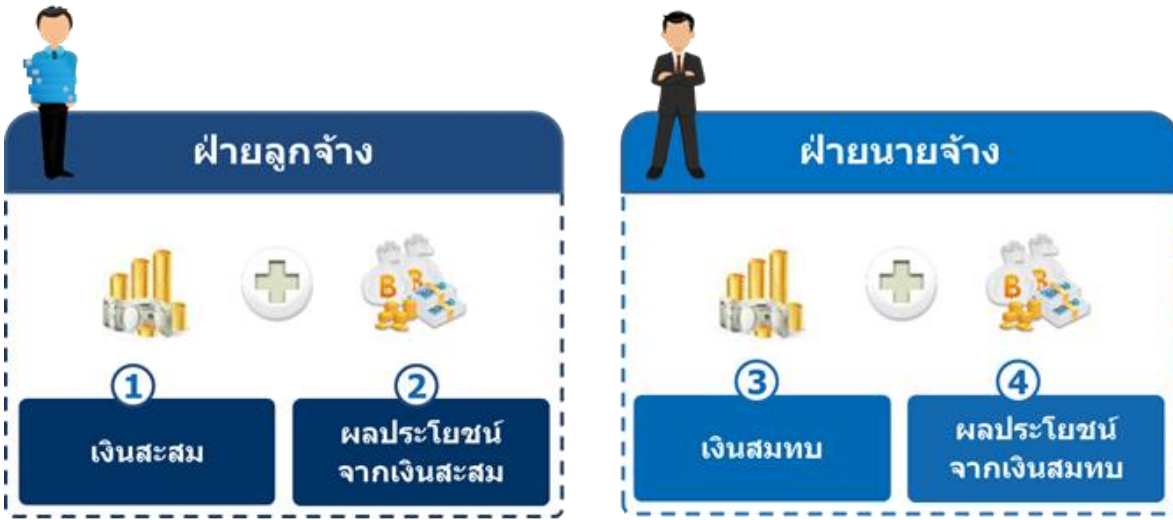 ฝ่ายลูกจ้าง
1
เงินสะสม
2
ผลประโยชน์
จากเงินสะสม
ฝ่ายนายจ้าง
3
เงินสมทบ
4
ผลประโยชน์
จากเงินสมทบ
B
B
B
B